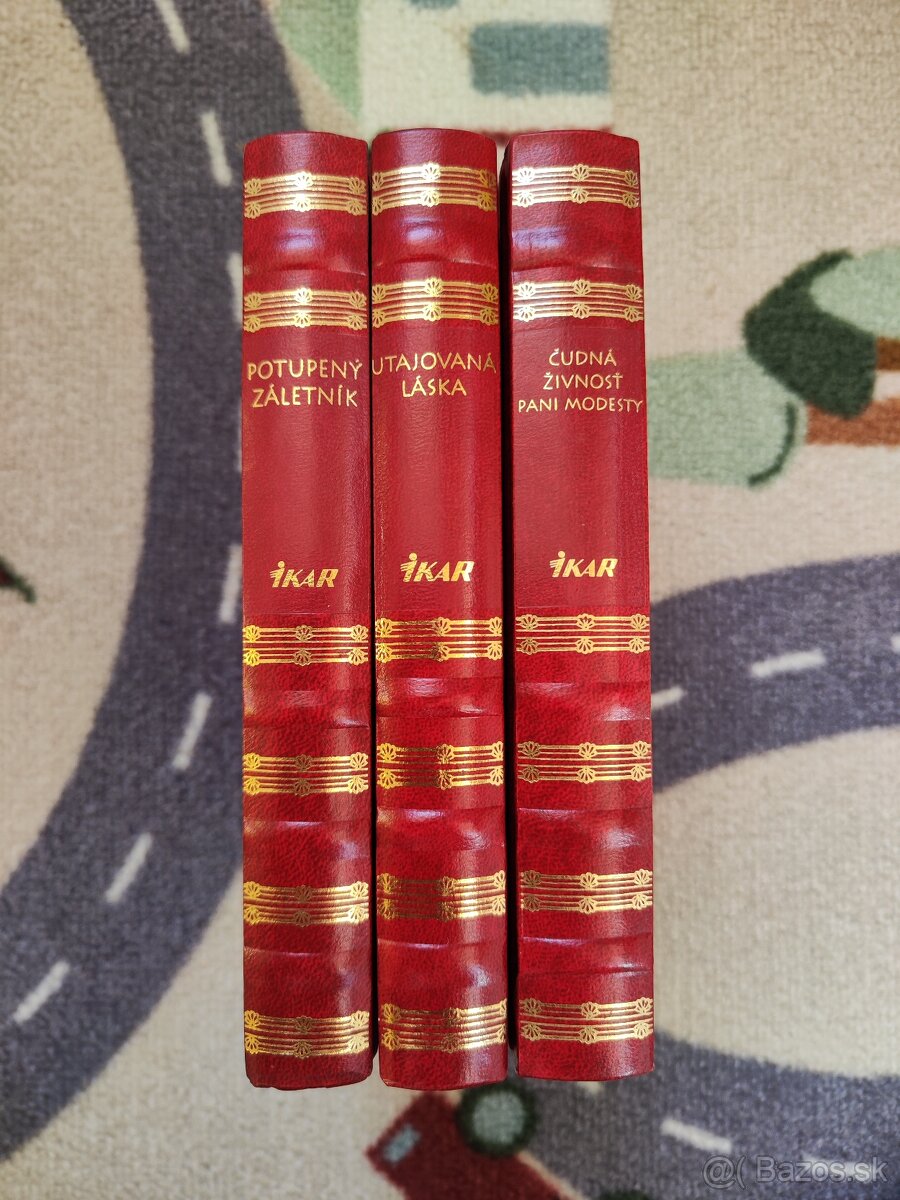 POTUPENÝ
ZÁLETNÍK
IKAR
UTAJOVANÁ
LÁSKA
IKAR
ČUDNÁ
ŽIVNOSŤ
PANI MODESTY
IKAR
@( Bazos.sk